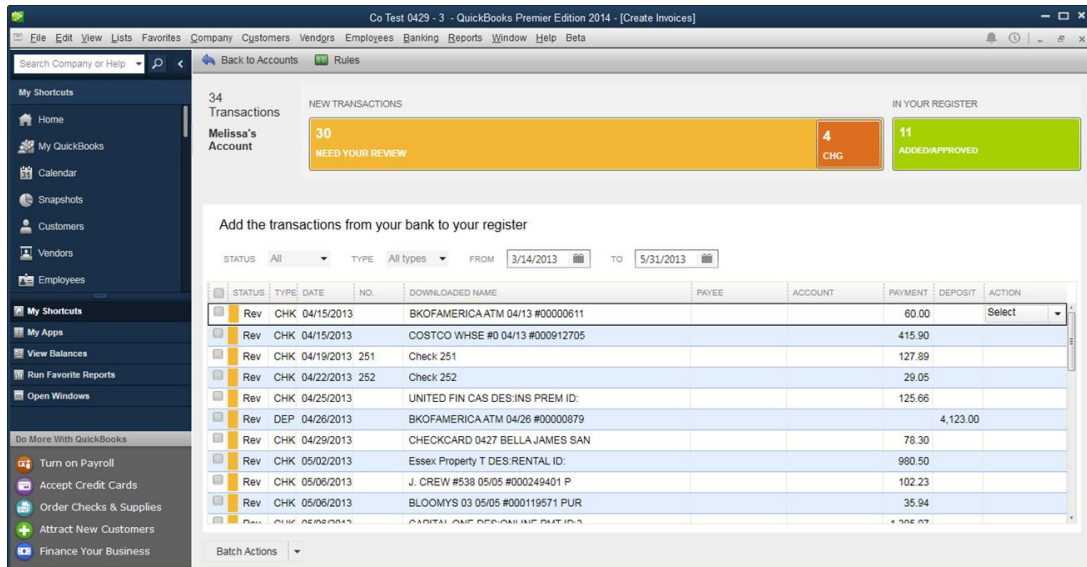 Co Test 0429 - 3 - QuickBooks Premier Edition 2014 - [Create Invoices]
File Edit View Lists Favorites Company Customers Vendors Employees Banking Reports Window Help Beta
Search Company or Help
Back to Accounts Rules
My Shortcuts
Home
My QuickBooks
Calendar
Snapshots
Customers
Vendors
Employees
My Shortcuts
My Apps
View Balances
Run Favorite Reports
Open Windows
Do More With QuickBooks
Turn on Payroll
Accept Credit Cards
Order Checks & Supplies
Attract New Customers
Finance Your Business
34
Transactions
Melissa's
Account
NEW TRANSACTIONS
30
NEED YOUR REVIEW
4
CHG
IN YOUR REGISTER
11
ADDED/APPROVED
Add the transactions from your bank to your register
STATUS All TYPE All types FROM 3/14/2013 TO 5/31/2013
STATUS TYPE DATE NO. DOWNLOADED NAME PAYEE ACCOUNT PAYMENT DEPOSIT ACTION
Rev CHK 04/15/2013 BKOFAMERICA ATM 04/13 #00000611 60.00 Select
Rev CHK 04/15/2013 COSTCO WHSE #0 04/13 #000912705 415.90
Rev CHK 04/19/2013 251 Check 251 127.89
Rev CHK 04/22/2013 252 Check 252 29.05
Rev CHK 04/25/2013 UNITED FIN CAS DES:INS PREM ID: 125.66
Rev DEP 04/26/2013 BKOFAMERICA ATM 04/26 #00000879 4,123.00
Rev CHK 04/29/2013 CHECKCARD 0427 BELLA JAMES SAN 78.30
Rev CHK 05/02/2013 Essex Property T DES:RENTAL ID: 980.50
Rev CHK 05/06/2013 J. CREW #538 05/05 #000249401 P 102.23
Rev CHK 05/06/2013 BLOOMYS 03 05/05 #000119571 PUR 35.94
Rev CHK 05/06/2013 CAPITAL ONE DES:ONLINE PMT
Batch Actions